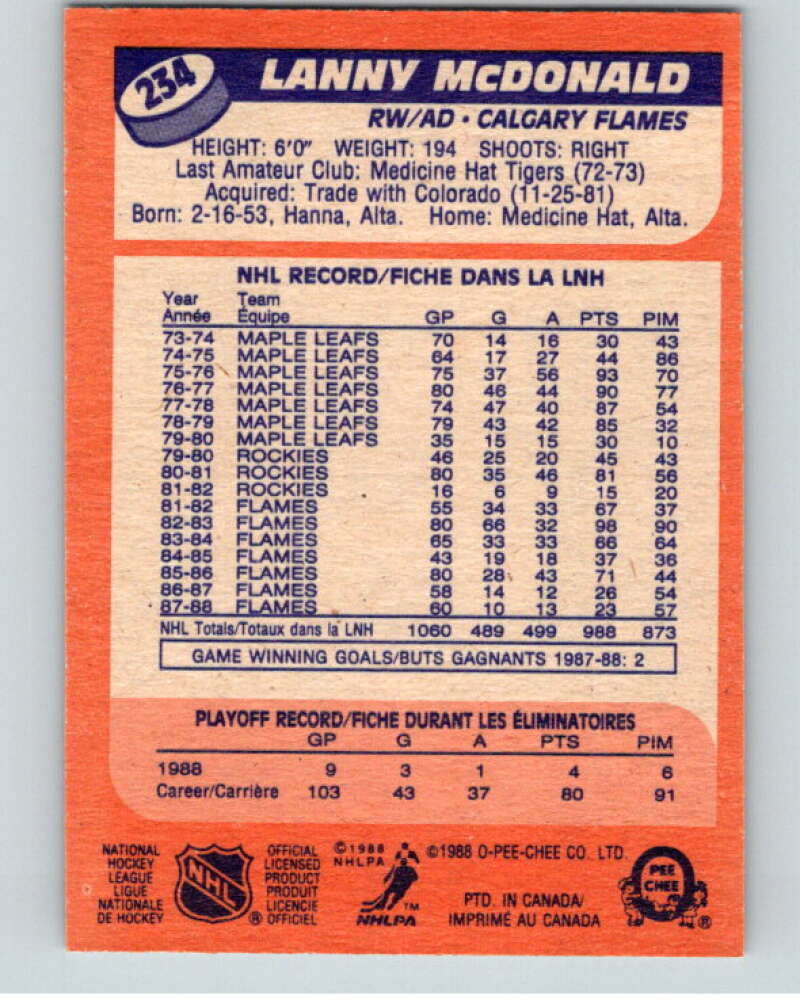 234
LANNY McDONALD
RW/AD • CALGARY FLAMES
HEIGHT: 6'0" WEIGHT: 194 SHOOTS: RIGHT
Last Amateur Club: Medicine Hat Tigers (72-73)
Acquired: Trade with Colorado (11-25-81)
Born: 2-16-53, Hanna, Alta. Home: Medicine Hat, Alta.
NHL RECORD/FICHE DANS LA LNH
Year Team
Année Équipe GP G A PTS PIM
73-74 MAPLE LEAFS 70 14 16 30 43
74-75 MAPLE LEAFS 64 17 27 44 86
75-76 MAPLE LEAFS 75 37 56 93 70
76-77 MAPLE LEAFS 80 46 44 90 77
77-78 MAPLE LEAFS 74 47 40 87 54
78-79 MAPLE LEAFS 79 43 42 85 32
79-80 MAPLE LEAFS 35 15 15 30 10
79-80 ROCKIES 46 25 20 45 43
80-81 ROCKIES 80 35 46 81 56
81-82 ROCKIES 16 6 9 15 20
81-82 FLAMES 55 34 33 67 37
82-83 FLAMES 80 66 32 98 90
83-84 FLAMES 65 33 33 66 64
84-85 FLAMES 43 19 18 37 36
85-86 FLAMES 80 28 43 71 44
86-87 FLAMES 58 14 12 26 54
87-88 FLAMES 60 10 13 23 57
NHL Totals/Totaux dans la LNH 1060 489 499 988 873
GAME WINNING GOALS/BUTS GAGNANTS 1987-88: 2
PLAYOFF RECORD/FICHE DURANT LES ÉLIMINATOIRES
GP G A PTS PIM
1988 9 3 1 4 6
Career/Carrière 103 43 37 80 91
NATIONAL
HOCKEY
LEAGUE
LIGUE
NATIONALE
DE HOCKEY
NHL
®
OFFICIAL
LICENSED
PRODUCT
PRODUIT
LICENCIE
OFFICIEL
©1988
NHLPA
™
NHLPA
©1988 O-PEE-CHEE CO. LTD.
PTD. IN CANADA/
IMPRIMÉ AU CANADA
PEE
CHEE
®